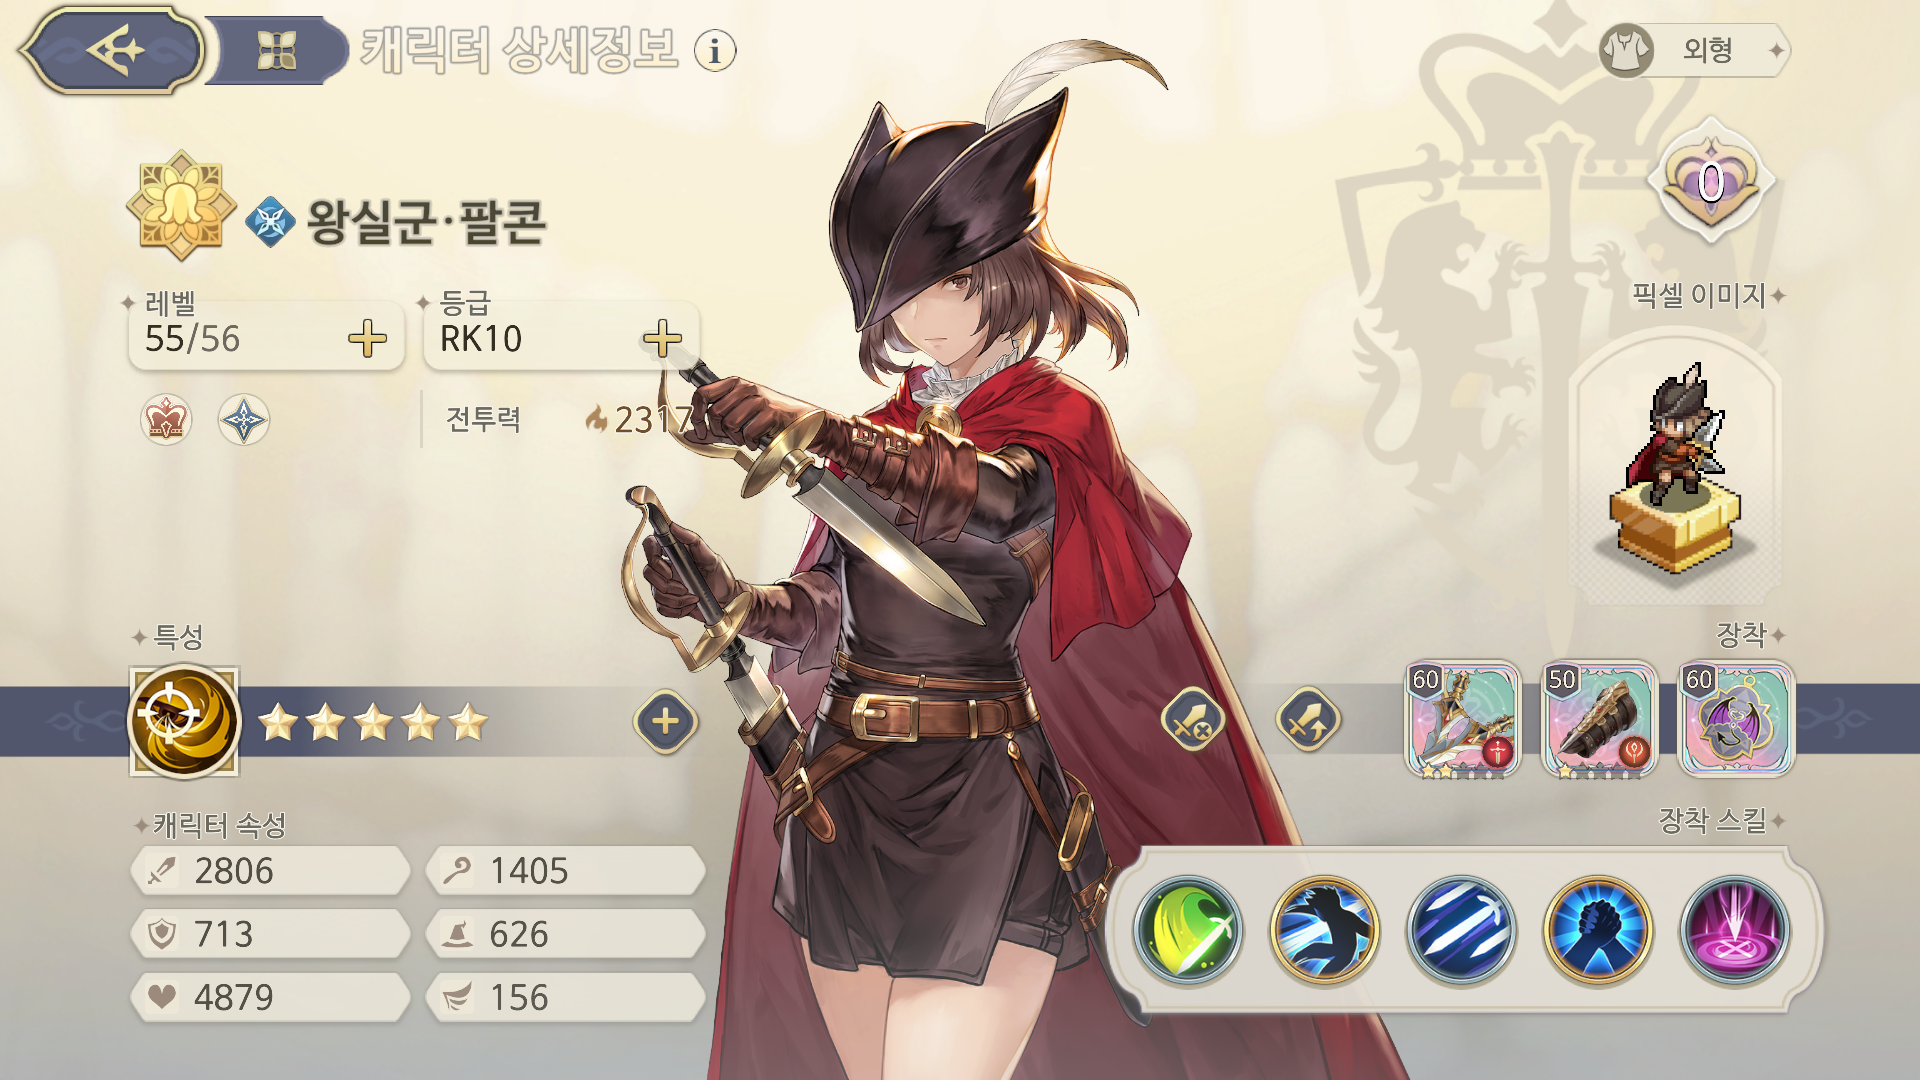 캐릭터 상세정보
i
외형
0
왕실군·팔콘
레벨
55/56
등급
RK10
전투력 2317
픽셀 이미지
특성
장착
60
50
60
캐릭터 속성
2806
1405
713
626
4879
156
장착 스킬